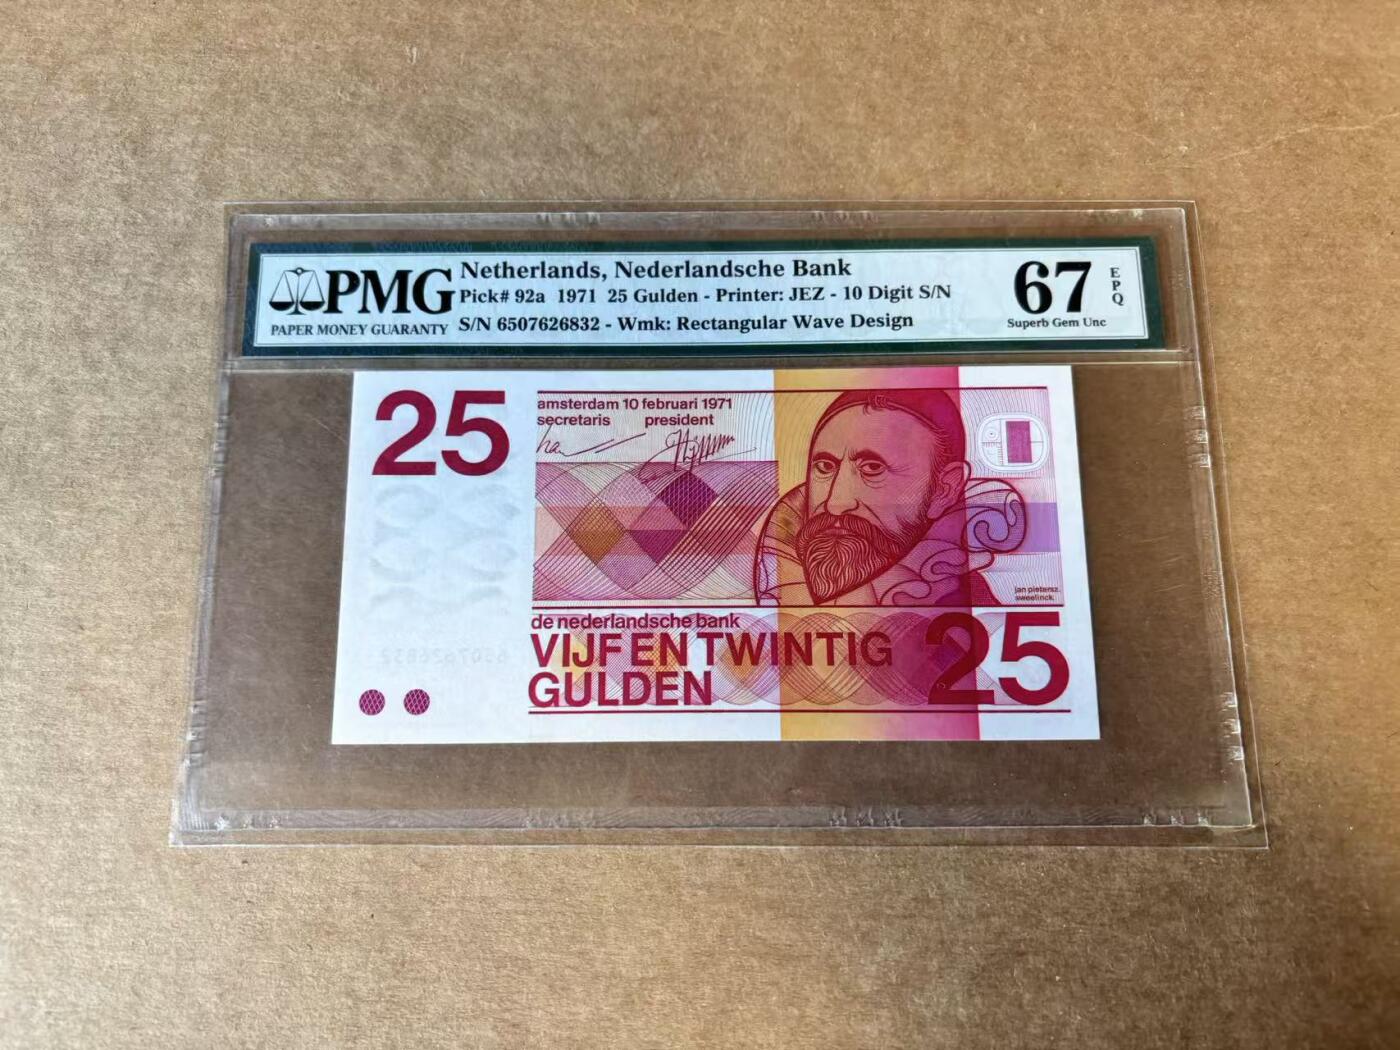 PMG
PAPER MONEY GUARANTY
Netherlands, Nederlandsche Bank
Pick# 92a 1971 25 Gulden - Printer: JEZ - 10 Digit S/N
S/N 6507626832 - Wmk: Rectangular Wave Design
67
EPQ
Superb Gem Unc
25
amsterdam 10 februari 1971
secretaris president
jan pietersz.
sweelinck
de nederlandsche bank
VIJF EN TWINTIG
GULDEN
25